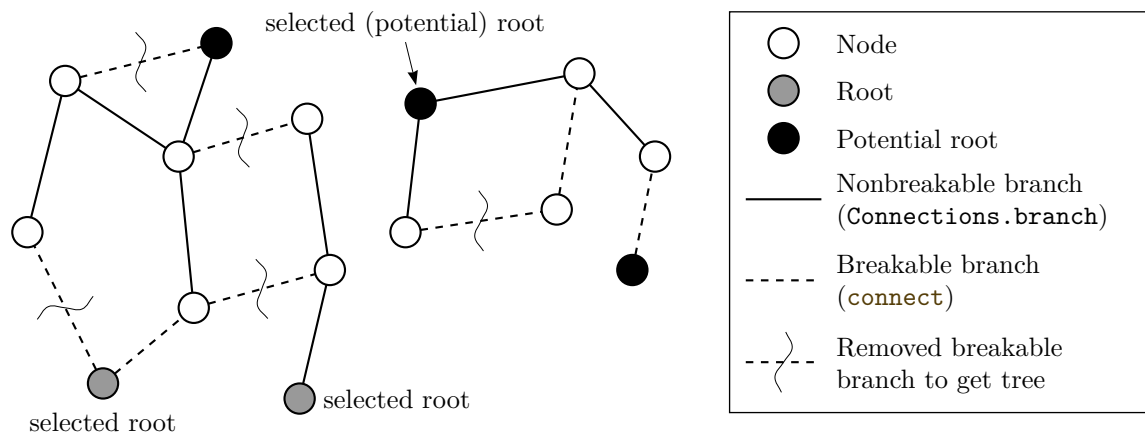 selected (potential) root
selected root
selected root
Node
Root
Potential root
Nonbreakable branch
(Connections.branch)
Breakable branch
(connect)
Removed breakable
branch to get tree